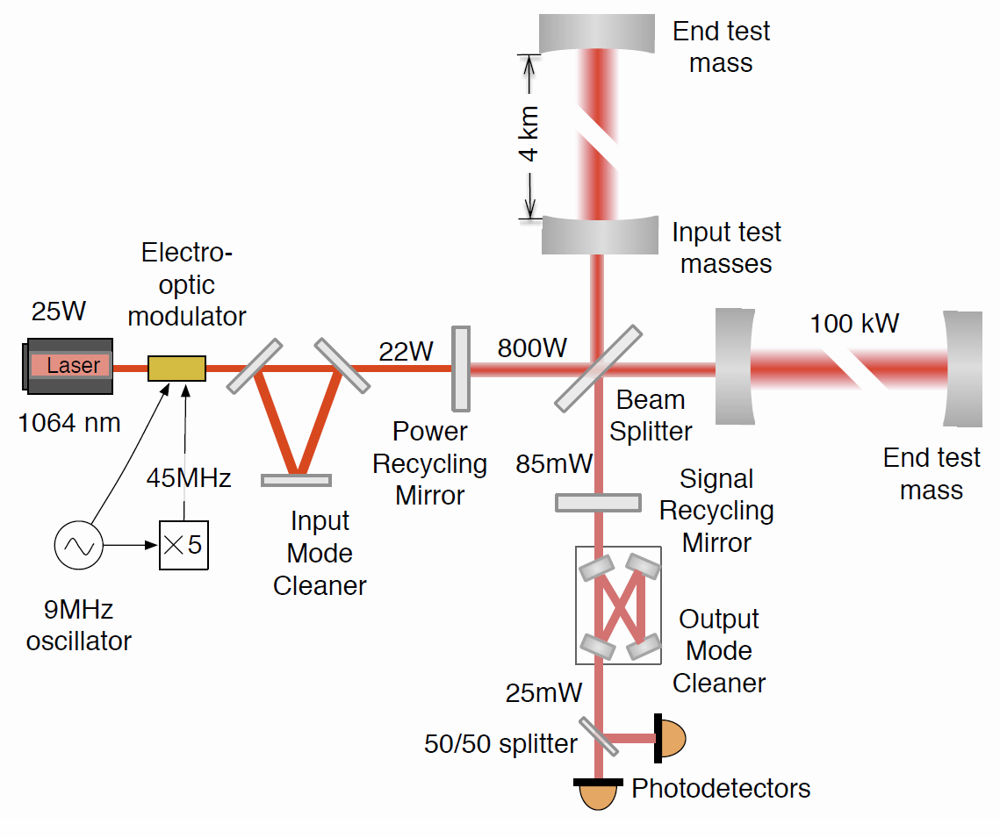 End test
mass
4 km
Input test
masses
Electro-
optic
modulator
25W
Laser
1064 nm
22W
800W
100 kW
Beam
Splitter
Power
Recycling
Mirror
85mW
End test
mass
45MHz
Signal
Recycling
Mirror
Input
Mode
Cleaner
×5
9MHz
oscillator
Output
Mode
Cleaner
25mW
50/50 splitter
Photodetectors